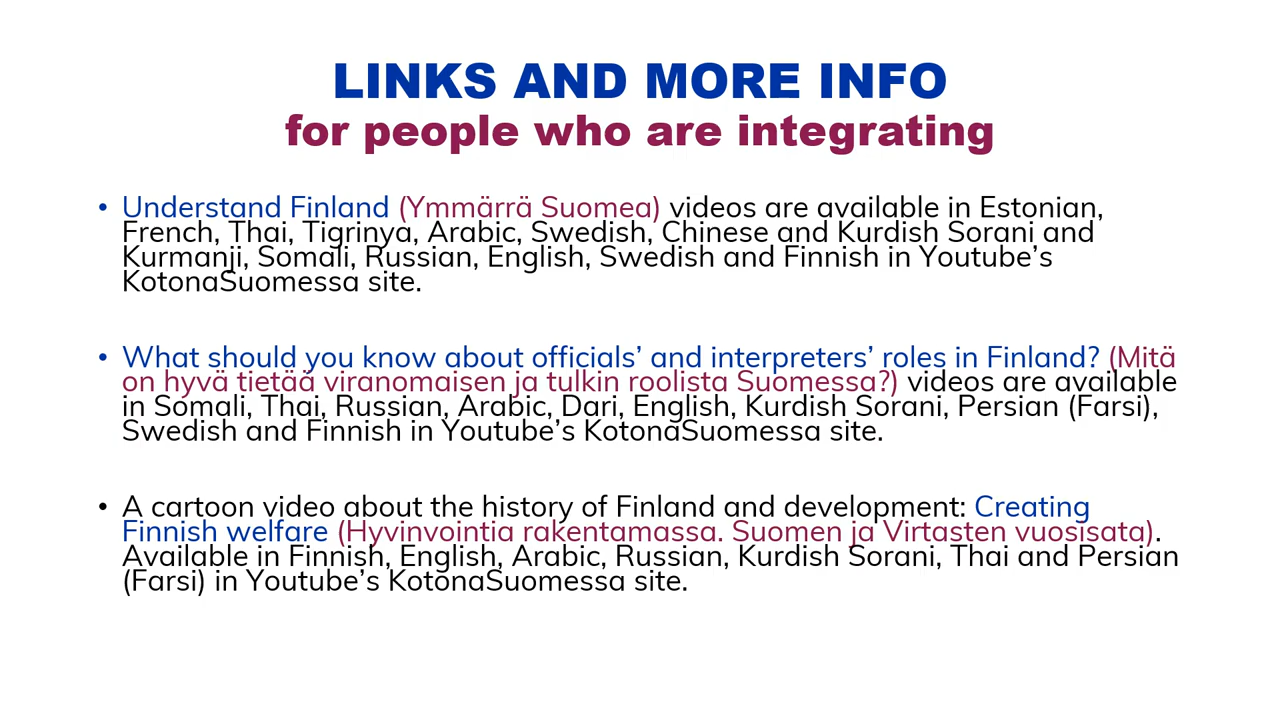 LINKS AND MORE INFO
for people who are integrating
• Understand Finland (Ymmärrä Suomea) videos are available in Estonian,
French, Thai, Tigrinya, Arabic, Swedish, Chinese and Kurdish Sorani and
Kurmanji, Somali, Russian, English, Swedish and Finnish in Youtube’s
KotonaSuomessa site.
• What should you know about officials’ and interpreters’ roles in Finland? (Mitä
on hyvä tietää viranomaisen ja tulkin roolista Suomessa?) videos are available
in Somali, Thai, Russian, Arabic, Dari, English, Kurdish Sorani, Persian (Farsi),
Swedish and Finnish in Youtube’s KotonaSuomessa site.
• A cartoon video about the history of Finland and development: Creating
Finnish welfare (Hyvinvointia rakentamassa. Suomen ja Virtasten vuosisata).
Available in Finnish, English, Arabic, Russian, Kurdish Sorani, Thai and Persian
(Farsi) in Youtube’s KotonaSuomessa site.